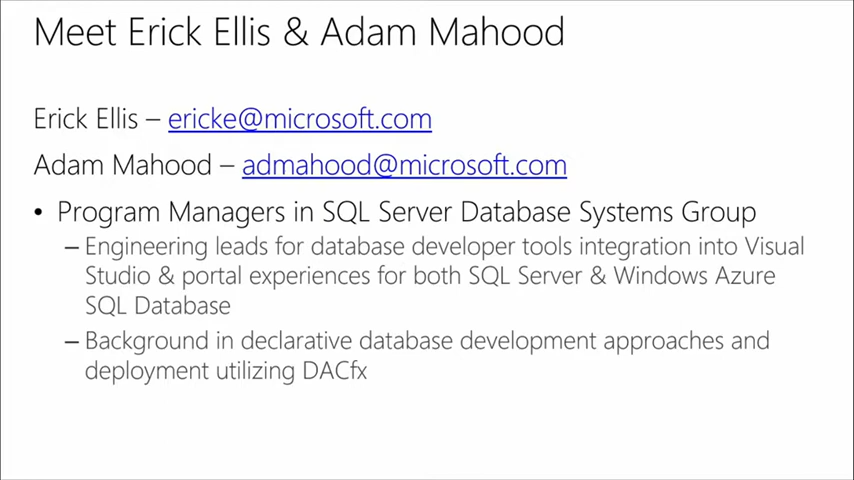 Meet Erick Ellis & Adam Mahood
Erick Ellis – ericke@microsoft.com
Adam Mahood – admahood@microsoft.com
• Program Managers in SQL Server Database Systems Group
– Engineering leads for database developer tools integration into Visual
Studio & portal experiences for both SQL Server & Windows Azure
SQL Database
– Background in declarative database development approaches and
deployment utilizing DACfx